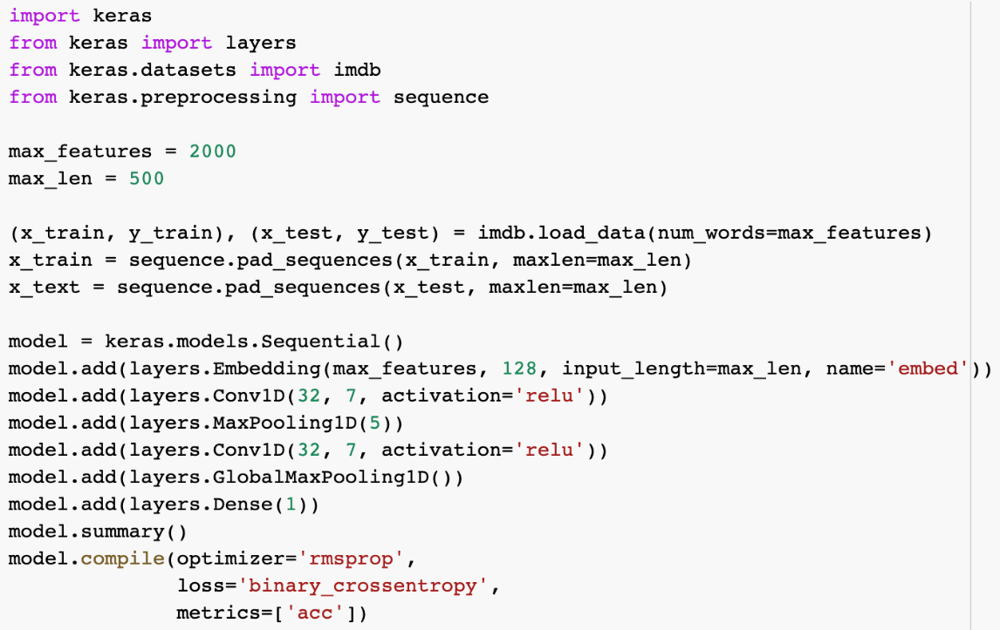 import keras
from keras import layers
from keras.datasets import imdb
from keras.preprocessing import sequence
max_features = 2000
max_len = 500
(x_train, y_train), (x_test, y_test) = imdb.load_data(num_words=max_features)
x_train = sequence.pad_sequences(x_train, maxlen=max_len)
x_text = sequence.pad_sequences(x_test, maxlen=max_len)
model = keras.models.Sequential()
model.add(layers.Embedding(max_features, 128, input_length=max_len, name='embed'))
model.add(layers.Conv1D(32, 7, activation='relu'))
model.add(layers.MaxPooling1D(5))
model.add(layers.Conv1D(32, 7, activation='relu'))
model.add(layers.GlobalMaxPooling1D())
model.add(layers.Dense(1))
model.summary()
model.compile(optimizer='rmsprop',
              loss='binary_crossentropy',
              metrics=['acc'])